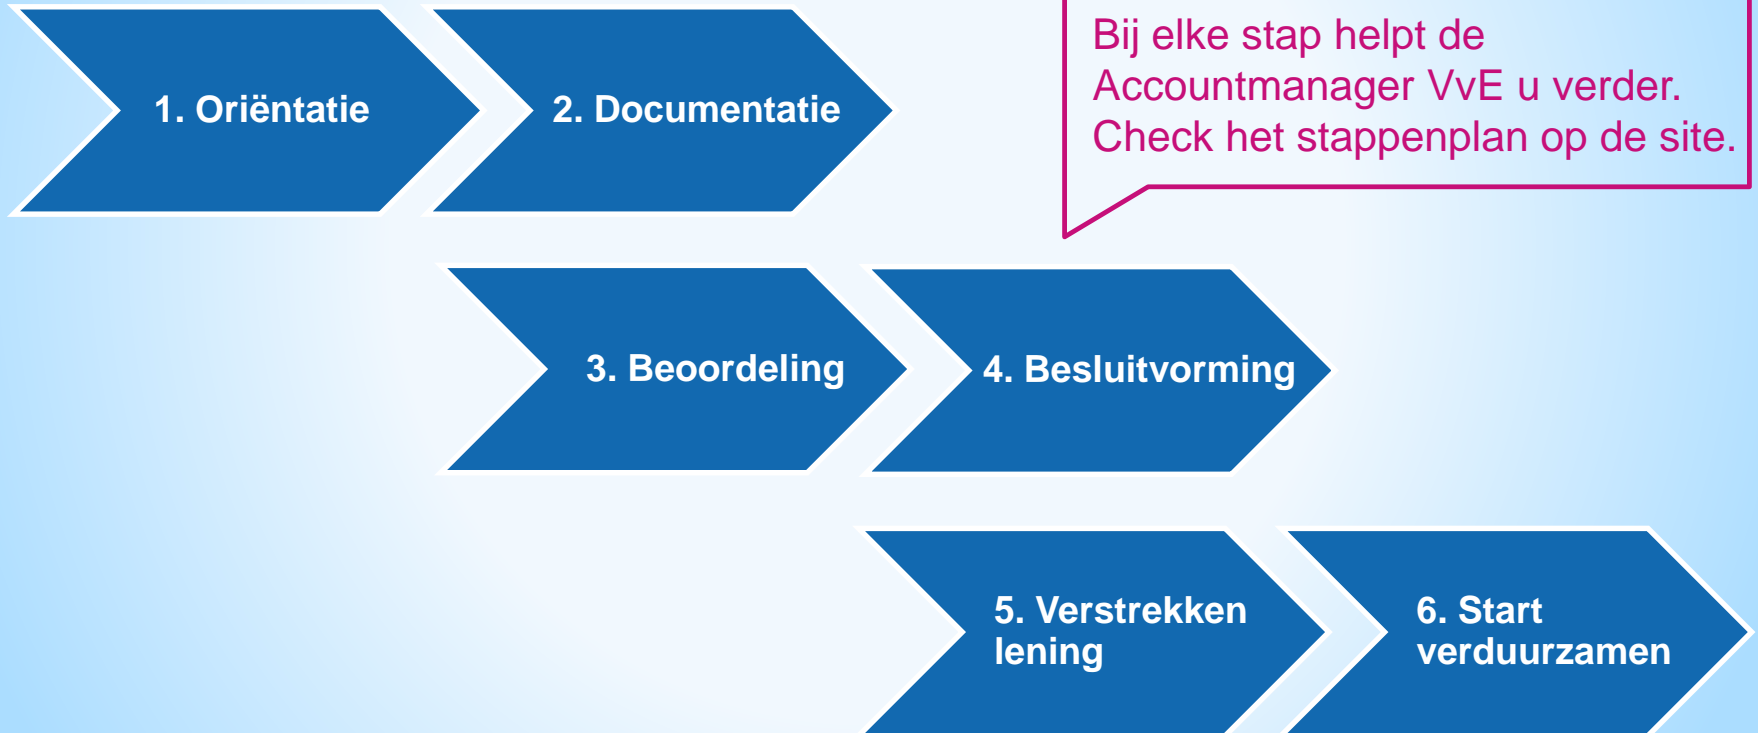 1. Oriëntatie
2. Documentatie
Bij elke stap helpt de
Accountmanager VvE u verder.
Check het stappenplan op de site.
3. Beoordeling
4. Besluitvorming
5. Verstrekken
lening
6. Start
verduurzamen